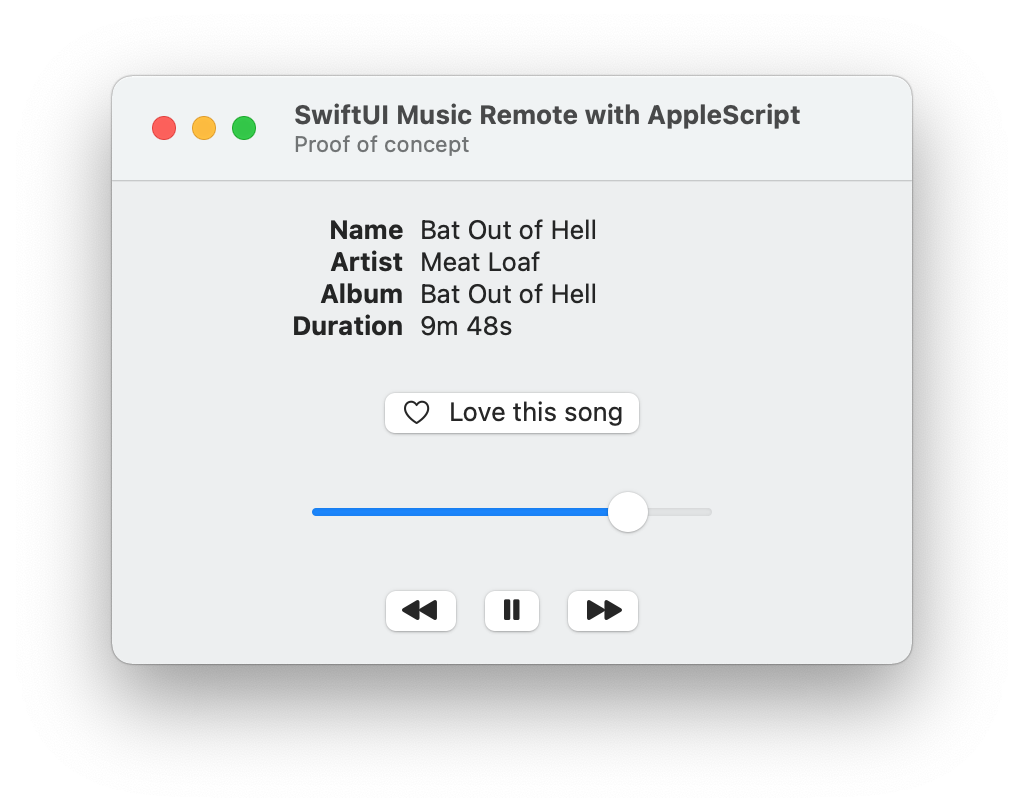 SwiftUI Music Remote with AppleScript
Proof of concept
Name Bat Out of Hell
Artist Meat Loaf
Album Bat Out of Hell
Duration 9m 48s
Love this song